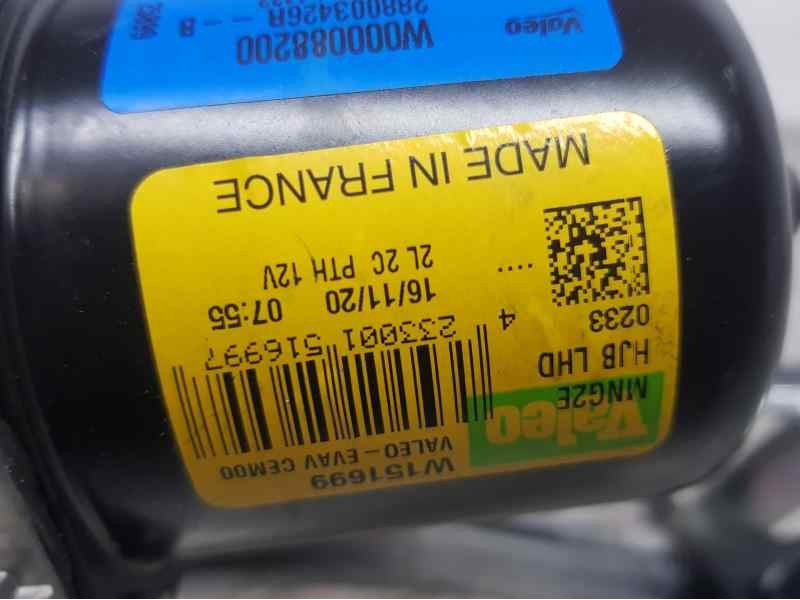 Valeo
W151699
VALEO-EVAV CEM00
MNG2E
HJB LHD
0233
4 233001 516997
16/11/20 07:55
2L 2C PTH 12V
....
MADE IN FRANCE
W000088200
288003426R--B
Valeo